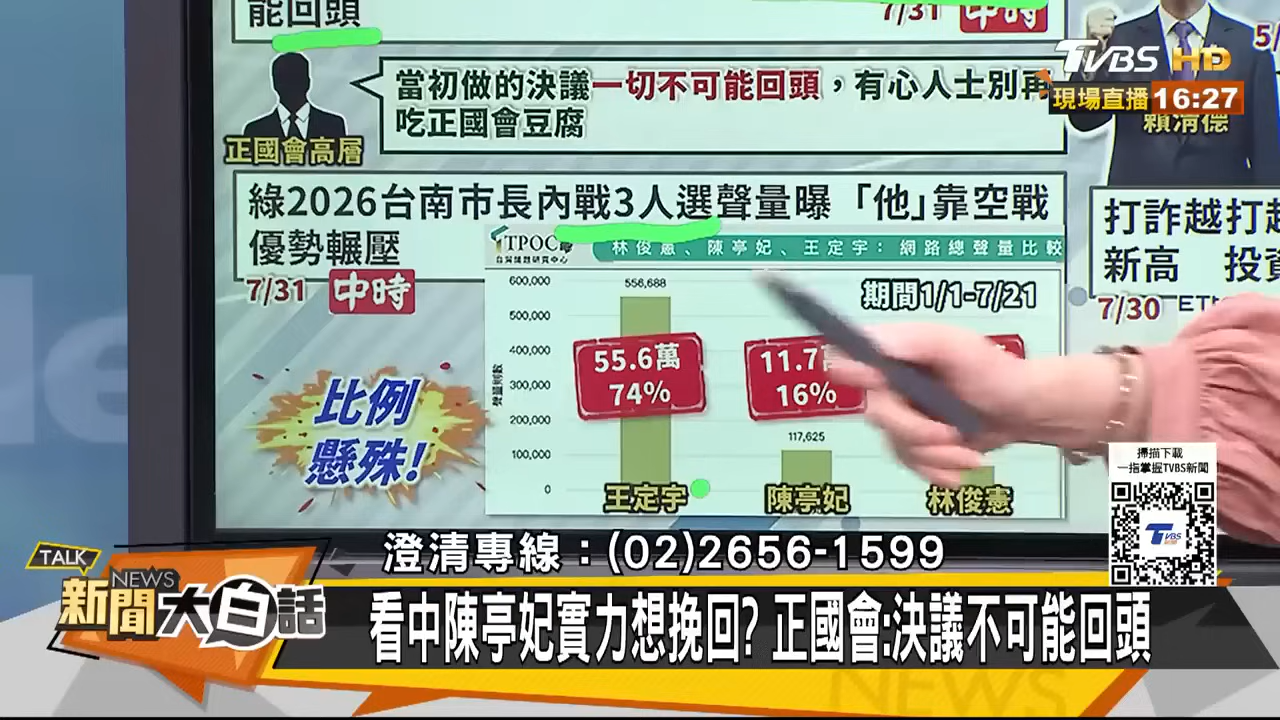 能回頭
7/31 中時
TVBS HD
現場直播 16:27
當初做的決議一切不可能回頭，有心人士別再
吃正國會豆腐
正國會高層
賴清德
綠2026台南市長內戰3人選聲量曝「他」靠空戰
優勢輾壓
7/31 中時
TPOC
台灣議題研究中心
林俊憲、陳亭妃、王定宇：網路總聲量比較
期間1/1-7/21
聲量則數
600,000
500,000
400,000
300,000
200,000
100,000
0
556,688
55.6萬
74%
117,625
11.7
16%
王定宇
陳亭妃
林俊憲
比例
懸殊!
打詐越打越
新高 投資
7/30
掃描下載
一指掌握TVBS新聞
TVBS
新聞
澄清專線：(02)2656-1599
TALK
NEWS
新聞大白話
看中陳亭妃實力想挽回? 正國會:決議不可能回頭
NEWS